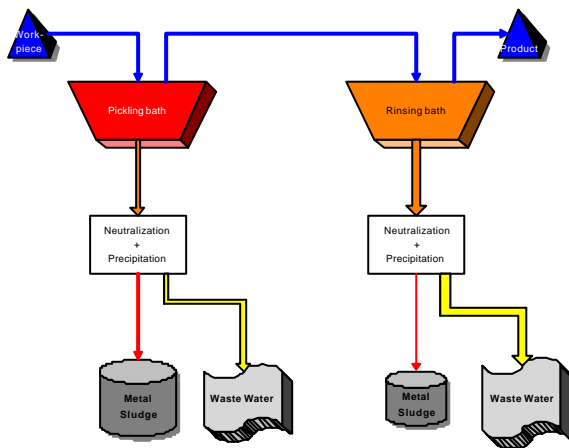 Work-
piece
Product
Pickling bath
Rinsing bath
Neutralization
+
Precipitation
Neutralization
+
Precipitation
Metal
Sludge
Waste Water
Metal
Sludge
Waste Water